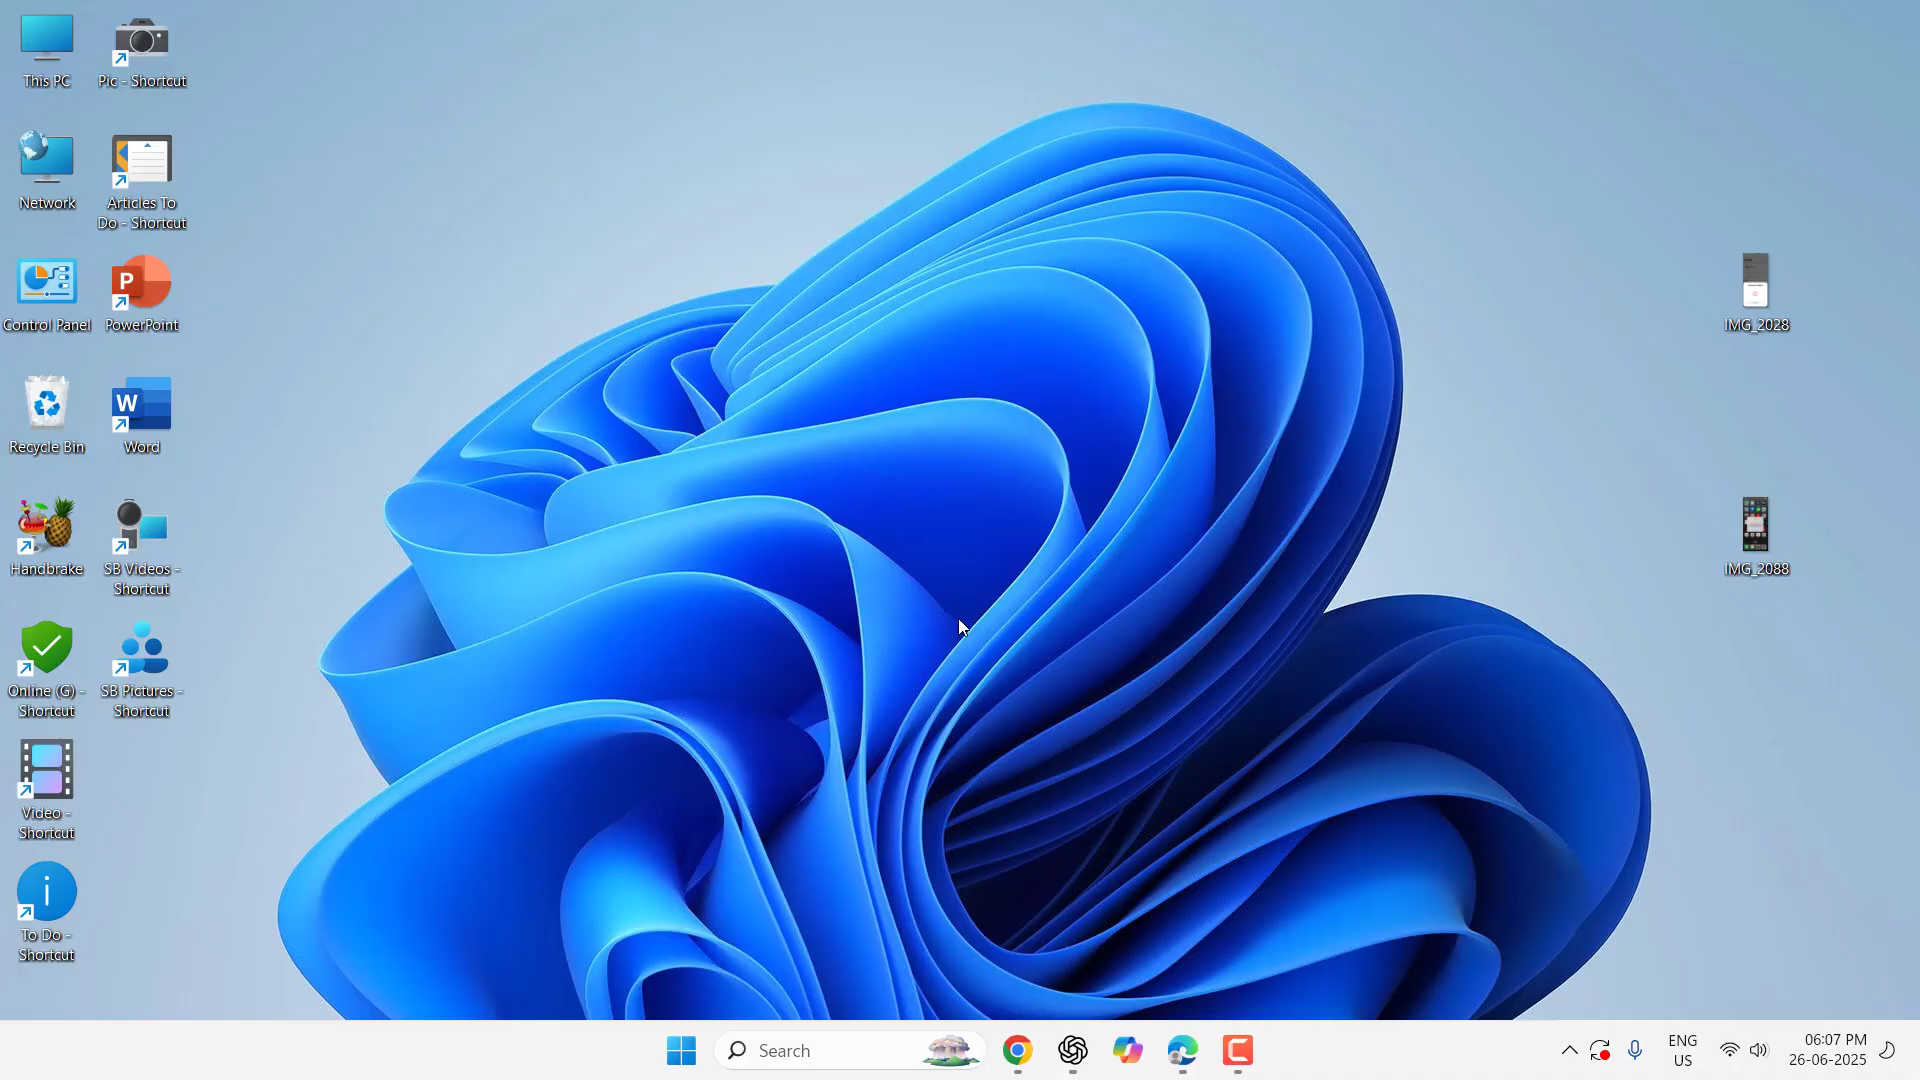 This PC
Pic - Shortcut
Network
Articles To
Do - Shortcut
Control Panel
PowerPoint
Recycle Bin
Word
Handbrake
SB Videos -
Shortcut
Online (G) -
Shortcut
SB Pictures -
Shortcut
Video -
Shortcut
To Do -
Shortcut
IMG_2028
IMG_2088
Search
ENG
US
06:07 PM
26-06-2025